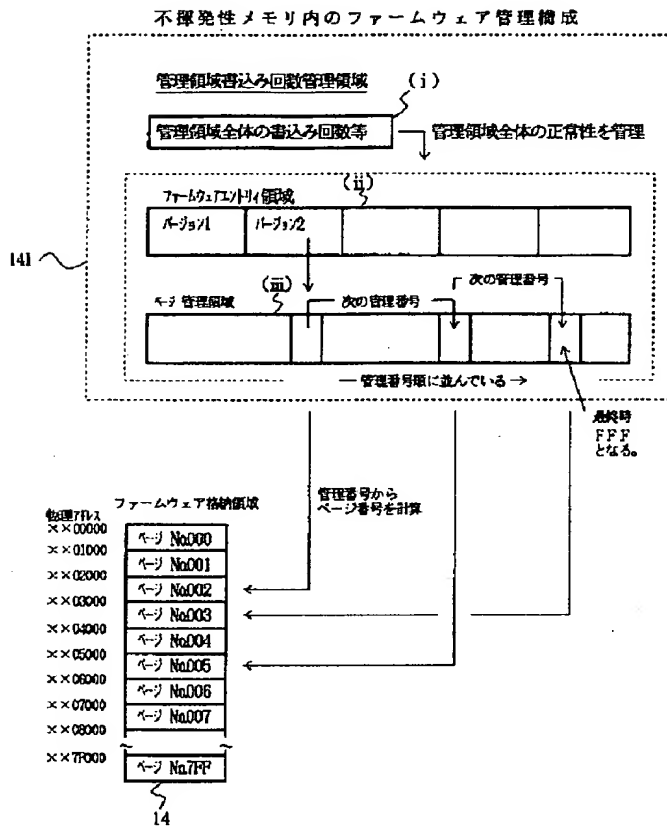 不揮発性メモリ内のファームウェア管理構成
管理領域書込み回数管理領域
(i)
管理領域全体の書込み回数等
管理領域全体の正常性を管理
(ii)
ファームウェアエントリィ領域
バージョン1
バージョン2
141
(iii)
ページ管理領域
次の管理番号
次の管理番号
管理番号順に並んでいる
最終時
FFF
となる。
管理番号から
ページ番号を計算
ファームウェア格納領域
物理アドレス
××00000
××01000
××02000
××03000
××04000
××05000
××06000
××07000
××08000
××7F000
ページ No.000
ページ No.001
ページ No.002
ページ No.003
ページ No.004
ページ No.005
ページ No.006
ページ No.007
ページ No.7FF
14